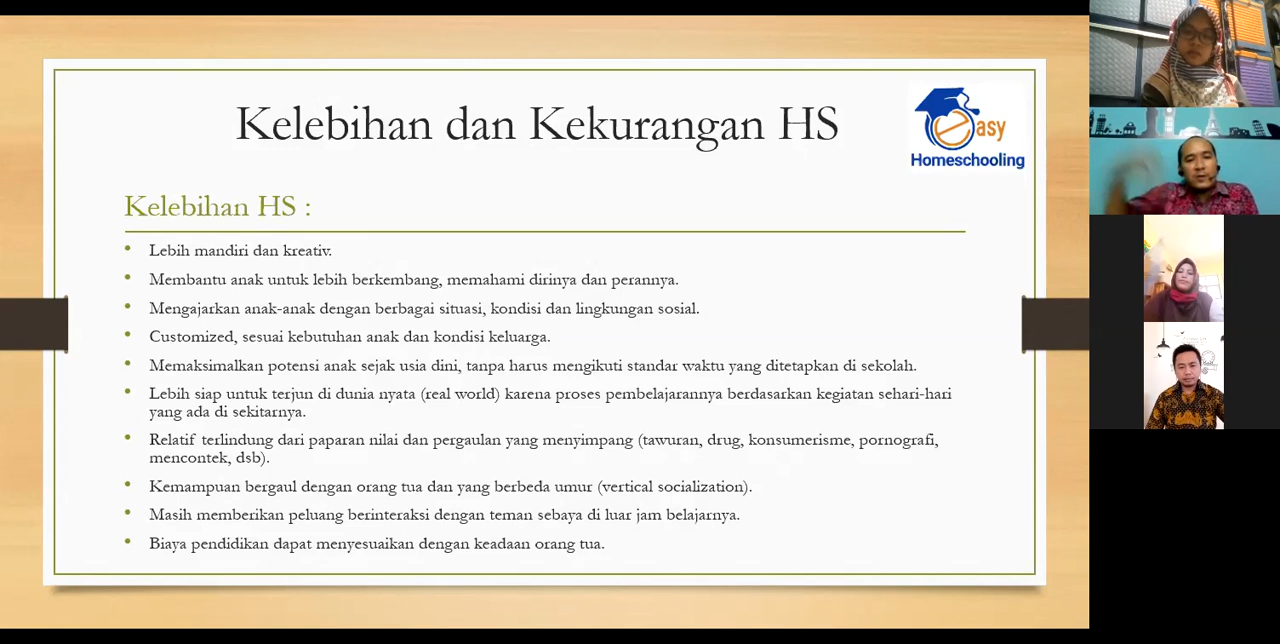 Kelebihan dan Kekurangan HS
easy
Homeschooling
Kelebihan HS :
• Lebih mandiri dan kreativ.
• Membantu anak untuk lebih berkembang, memahami dirinya dan perannya.
• Mengajarkan anak-anak dengan berbagai situasi, kondisi dan lingkungan sosial.
• Customized, sesuai kebutuhan anak dan kondisi keluarga.
• Memaksimalkan potensi anak sejak usia dini, tanpa harus mengikuti standar waktu yang ditetapkan di sekolah.
• Lebih siap untuk terjun di dunia nyata (real world) karena proses pembelajarannya berdasarkan kegiatan sehari-hari
yang ada di sekitarnya.
• Relatif terlindung dari paparan nilai dan pergaulan yang menyimpang (tawuran, drug, konsumerisme, pornografi,
mencontek, dsb).
• Kemampuan bergaul dengan orang tua dan yang berbeda umur (vertical socialization).
• Masih memberikan peluang berinteraksi dengan teman sebaya di luar jam belajarnya.
• Biaya pendidikan dapat menyesuaikan dengan keadaan orang tua.